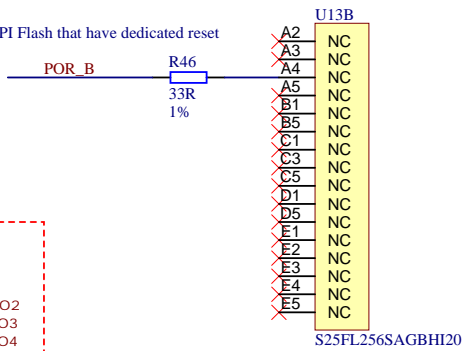 U13B
PI Flash that have dedicated reset
POR_B
R46
33R
1%
A2 NC
A3 NC
A4 NC
A5 NC
B1 NC
B5 NC
C1 NC
C3 NC
C5 NC
D1 NC
D5 NC
E1 NC
E2 NC
E3 NC
E4 NC
E5 NC
O2
O3
O4
S25FL256SAGBHI20